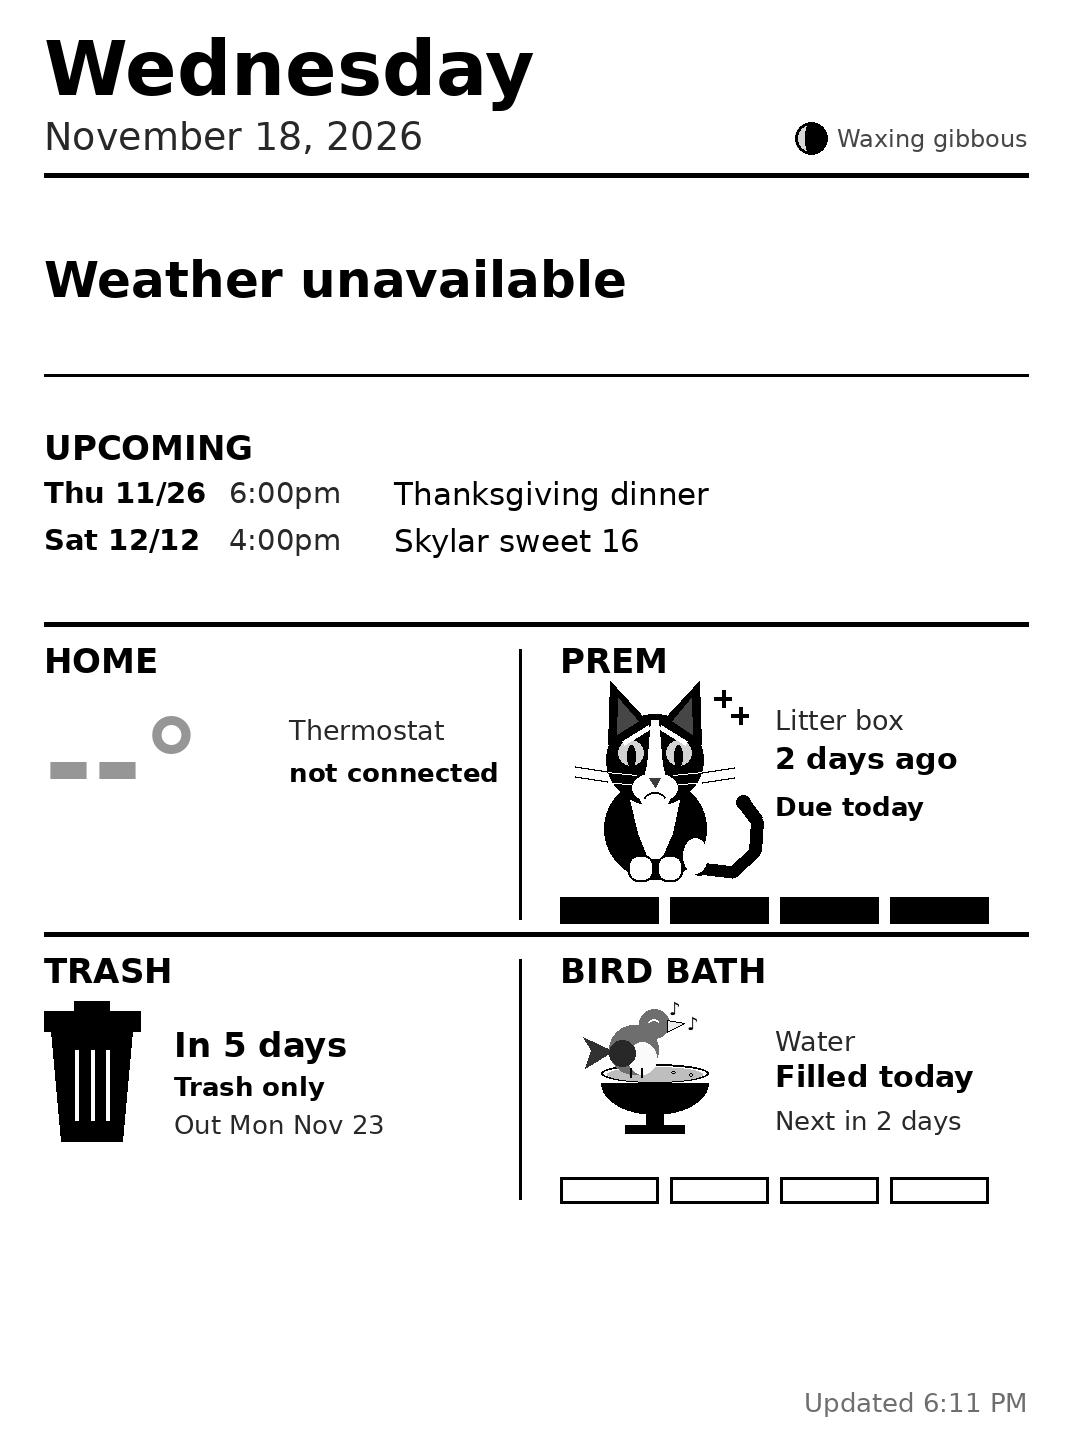 Wednesday
November 18, 2026
Waxing gibbous
Weather unavailable
UPCOMING
Thu 11/26 6:00pm Thanksgiving dinner
Sat 12/12 4:00pm Skylar sweet 16
HOME
Thermostat
not connected
PREM
Litter box
2 days ago
Due today
TRASH
In 5 days
Trash only
Out Mon Nov 23
BIRD BATH
Water
Filled today
Next in 2 days
Updated 6:11 PM